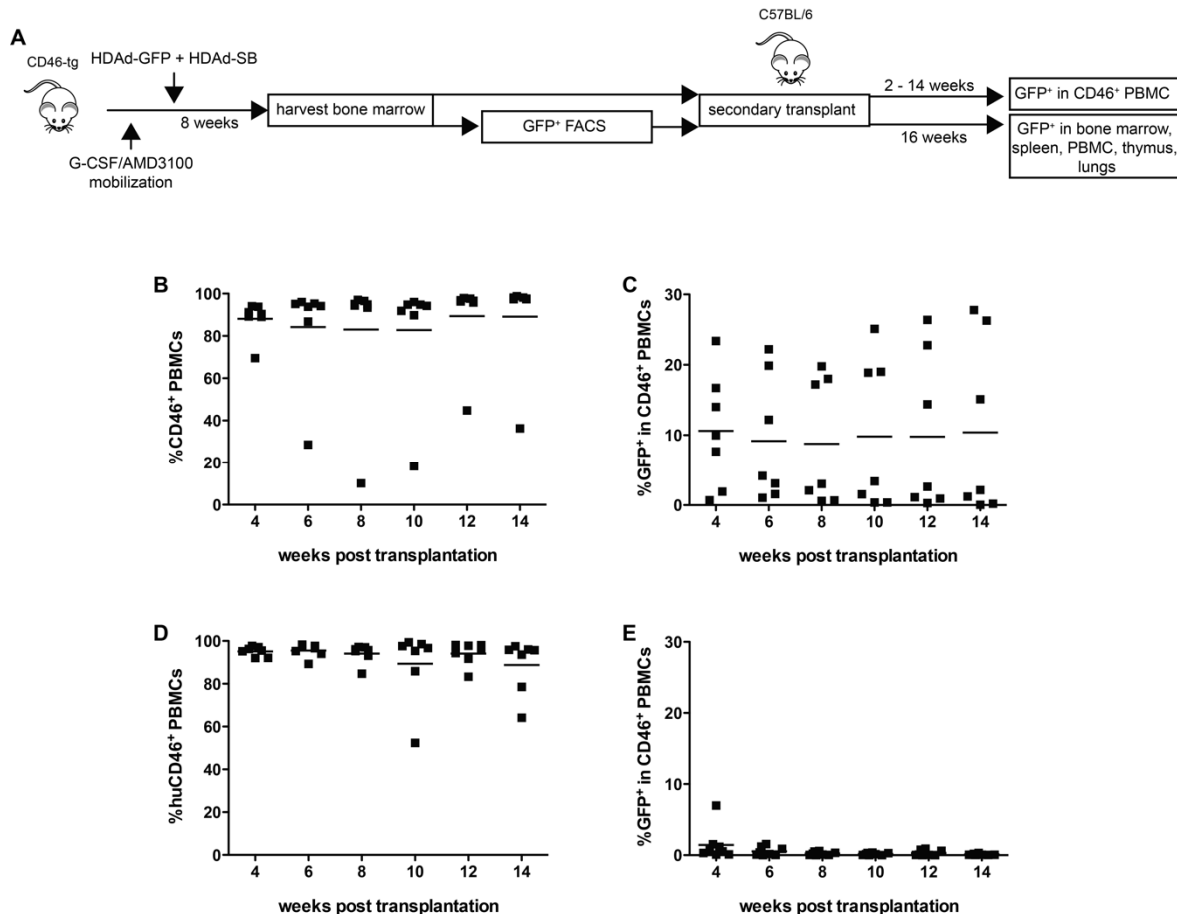 A
CD46-tg
HDAd-GFP + HDAd-SB
8 weeks
G-CSF/AMD3100
mobilization
harvest bone marrow
GFP⁺ FACS
C57BL/6
secondary transplant
2 - 14 weeks
16 weeks
GFP⁺ in CD46⁺ PBMC
GFP⁺ in bone marrow,
spleen, PBMC, thymus,
lungs
B
%CD46⁺ PBMCs
100
80
60
40
20
0
4 6 8 10 12 14
weeks post transplantation
C
%GFP⁺ in CD46⁺ PBMCs
30
20
10
0
4 6 8 10 12 14
weeks post transplantation
D
%huCD46⁺ PBMCs
100
80
60
40
20
0
4 6 8 10 12 14
weeks post transplantation
E
%GFP⁺ in CD46⁺ PBMCs
30
20
10
0
4 6 8 10 12 14
weeks post transplantation